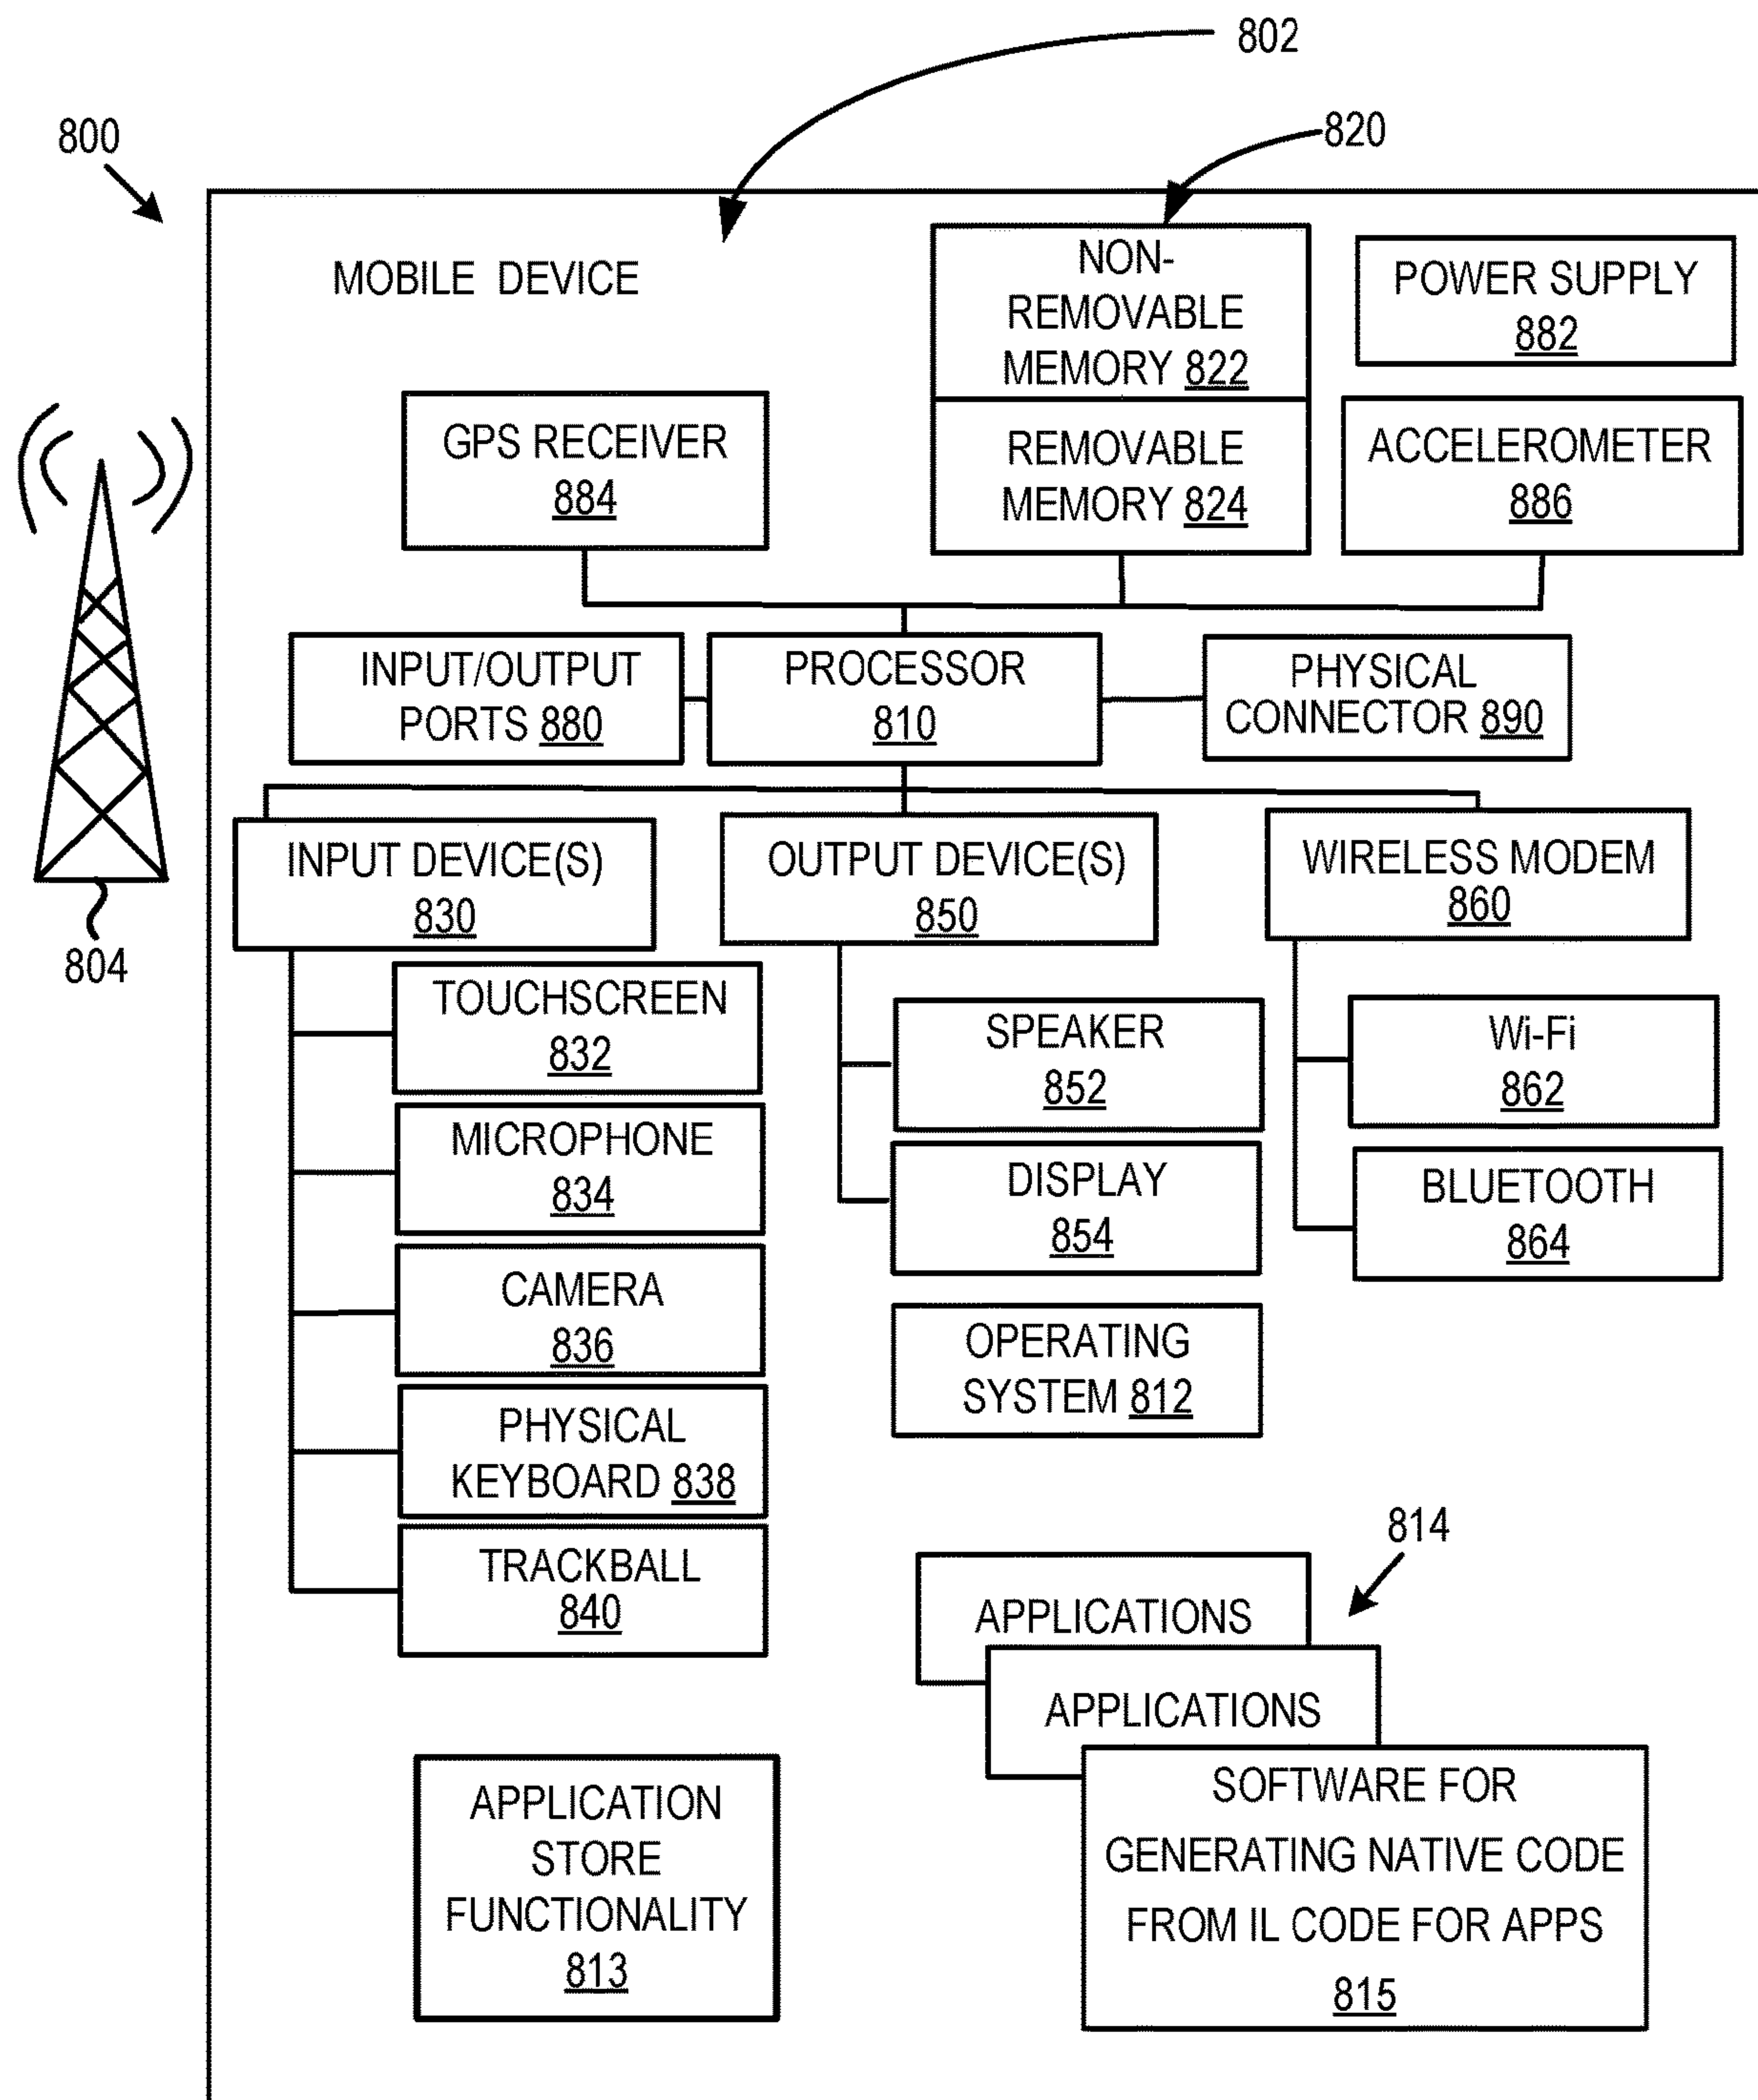 802
800
820
MOBILE DEVICE
NON-
REMOVABLE
MEMORY 822
POWER SUPPLY
882
GPS RECEIVER
884
REMOVABLE
MEMORY 824
ACCELEROMETER
886
INPUT/OUTPUT
PORTS 880
PROCESSOR
810
PHYSICAL
CONNECTOR 890
INPUT DEVICE(S)
830
OUTPUT DEVICE(S)
850
WIRELESS MODEM
860
804
TOUCHSCREEN
832
SPEAKER
852
Wi-Fi
862
MICROPHONE
834
DISPLAY
854
BLUETOOTH
864
CAMERA
836
OPERATING
SYSTEM 812
PHYSICAL
KEYBOARD 838
TRACKBALL
840
814
APPLICATIONS
APPLICATIONS
APPLICATION
STORE
FUNCTIONALITY
813
SOFTWARE FOR
GENERATING NATIVE CODE
FROM IL CODE FOR APPS
815